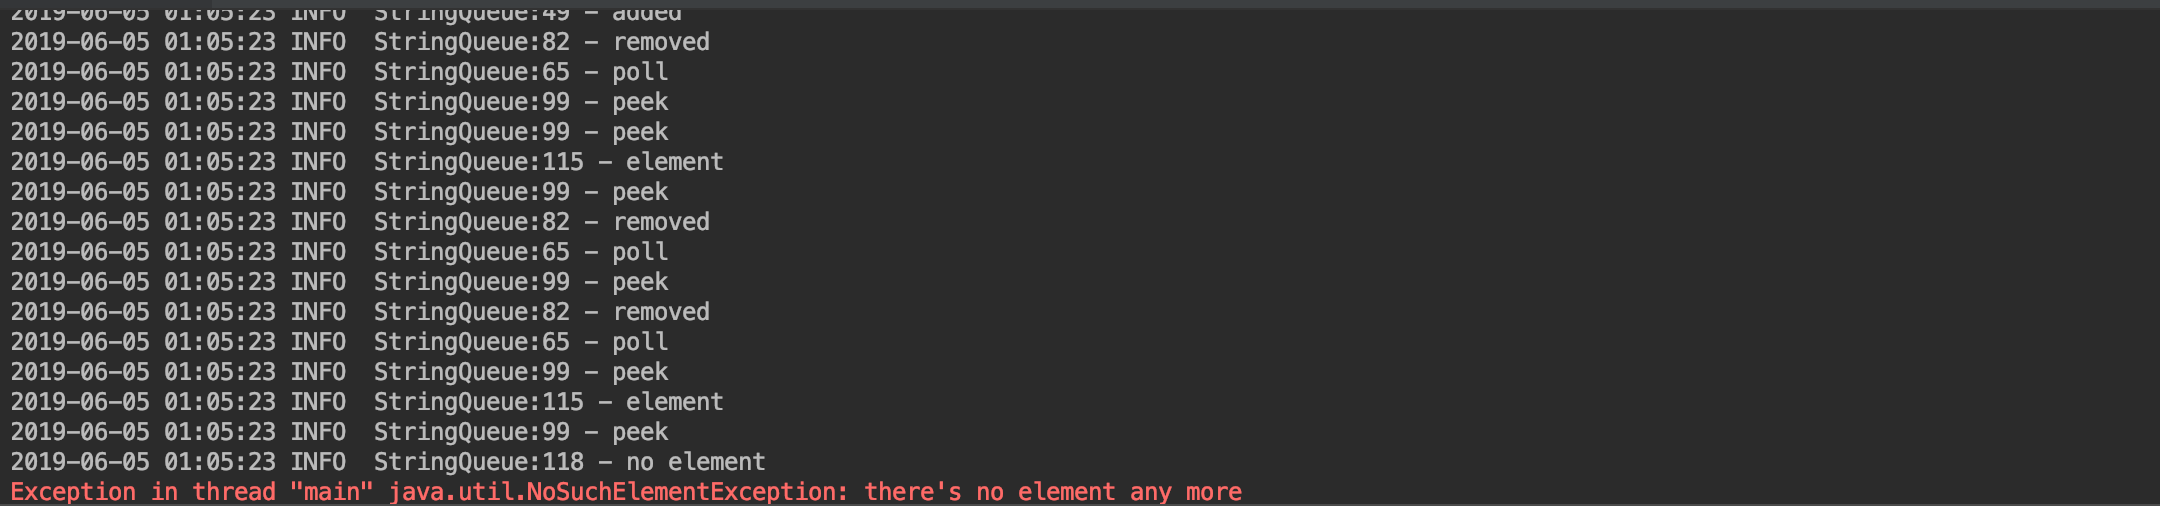 2019-06-05 01:05:23 INFO  StringQueue:49 - added
2019-06-05 01:05:23 INFO  StringQueue:82 - removed
2019-06-05 01:05:23 INFO  StringQueue:65 - poll
2019-06-05 01:05:23 INFO  StringQueue:99 - peek
2019-06-05 01:05:23 INFO  StringQueue:99 - peek
2019-06-05 01:05:23 INFO  StringQueue:115 - element
2019-06-05 01:05:23 INFO  StringQueue:99 - peek
2019-06-05 01:05:23 INFO  StringQueue:82 - removed
2019-06-05 01:05:23 INFO  StringQueue:65 - poll
2019-06-05 01:05:23 INFO  StringQueue:99 - peek
2019-06-05 01:05:23 INFO  StringQueue:82 - removed
2019-06-05 01:05:23 INFO  StringQueue:65 - poll
2019-06-05 01:05:23 INFO  StringQueue:99 - peek
2019-06-05 01:05:23 INFO  StringQueue:115 - element
2019-06-05 01:05:23 INFO  StringQueue:99 - peek
2019-06-05 01:05:23 INFO  StringQueue:118 - no element
Exception in thread "main" java.util.NoSuchElementException: there's no element any more